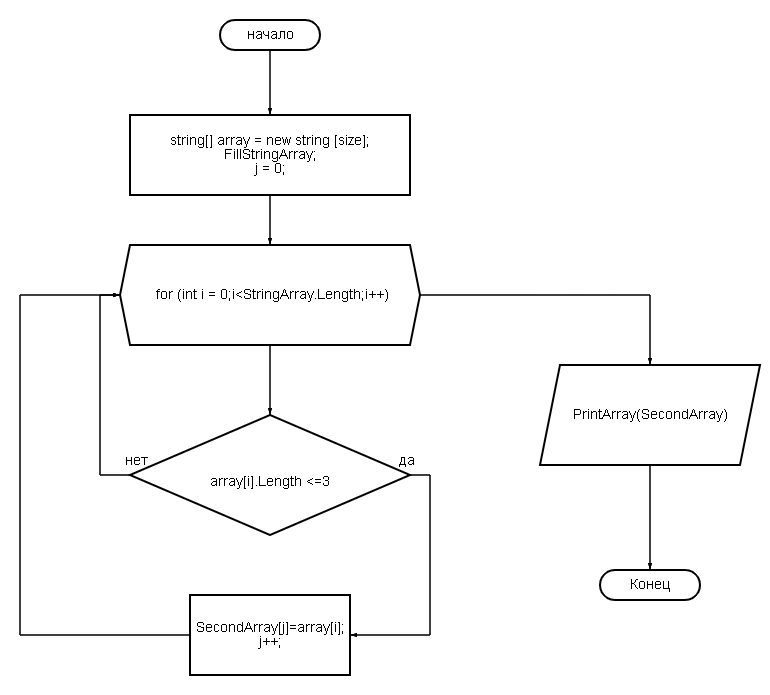 начало
string[] array = new string [size];
FillStringArray;
j = 0;
for (int i = 0;i<StringArray.Length;i++)
нет
да
array[i].Length <=3
SecondArray[j]=array[i];
j++;
PrintArray(SecondArray)
Конец